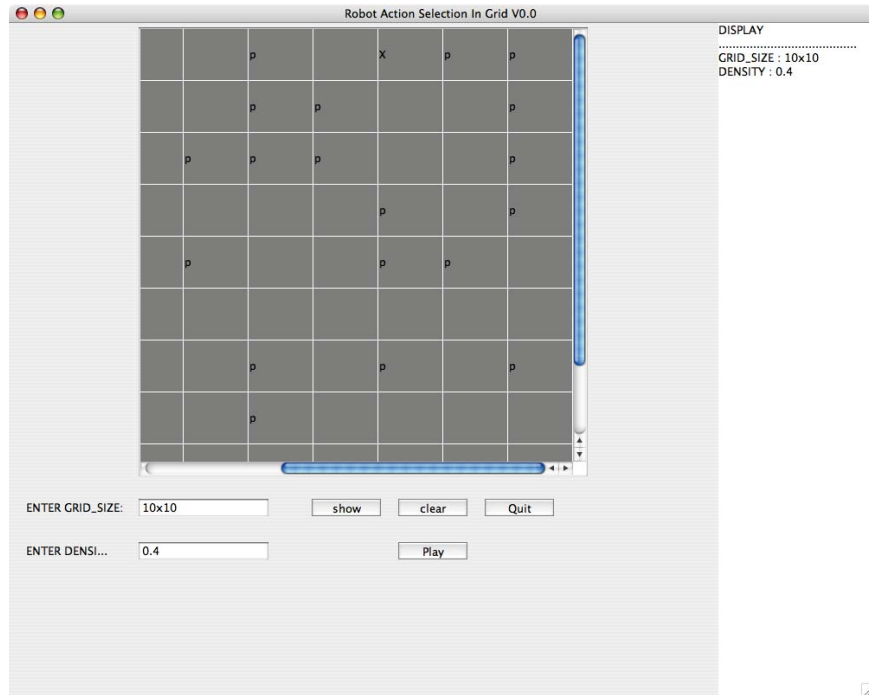 Robot Action Selection In Grid V0.0
p X p p
p p p
p p p p
p p
p p p
p p p
p
DISPLAY
........................................
GRID_SIZE : 10x10
DENSITY : 0.4
ENTER GRID_SIZE: 10x10 show clear Quit
ENTER DENSI... 0.4 Play